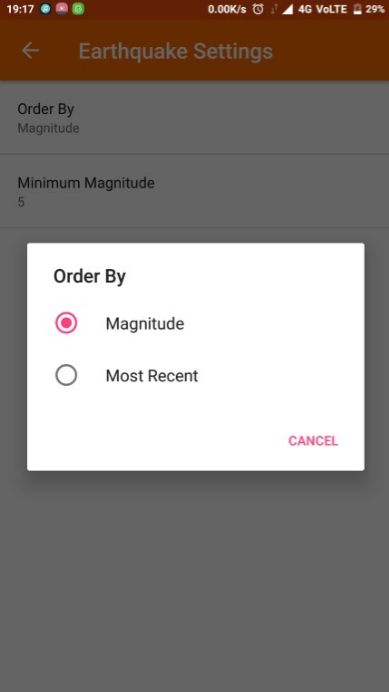 19:17 0.00K/s 4G VoLTE 29%
Earthquake Settings
Order By
Magnitude
Minimum Magnitude
5
Order By
Magnitude
Most Recent
CANCEL